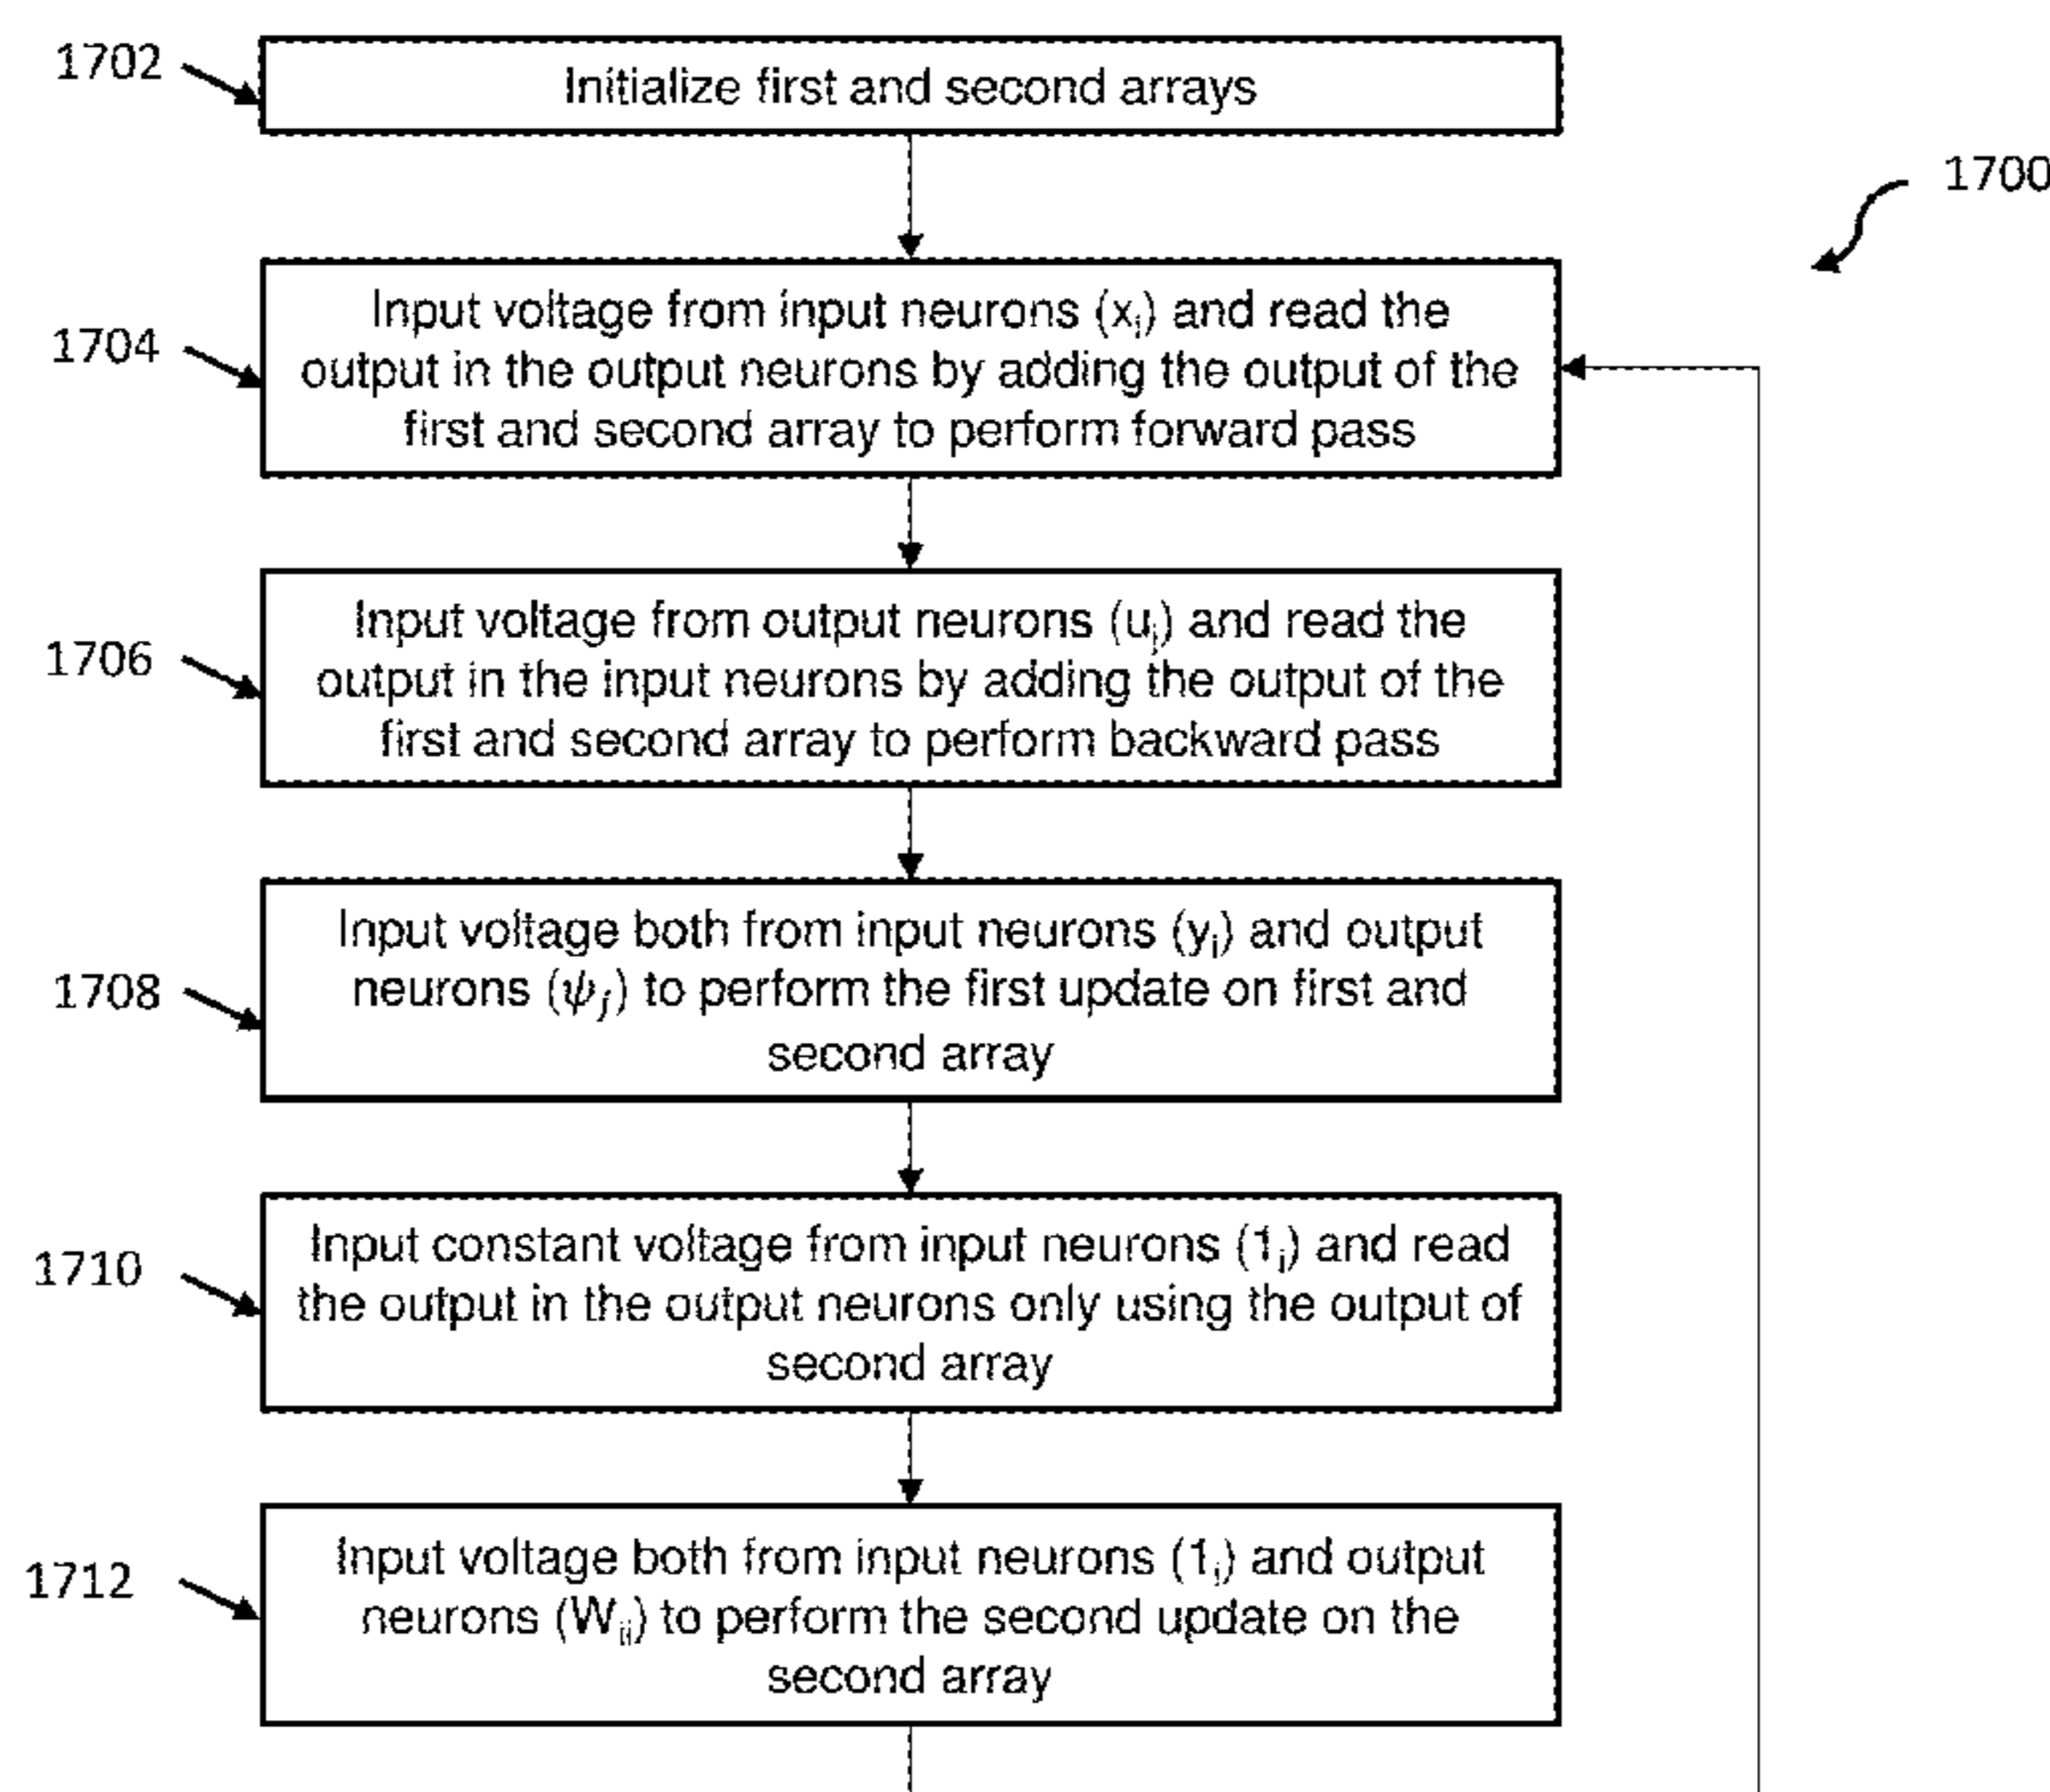 1702
Initialize first and second arrays
1700
1704
Input voltage from input neurons (xᵢ) and read the
output in the output neurons by adding the output of the
first and second array to perform forward pass
1706
Input voltage from output neurons (uⱼ) and read the
output in the input neurons by adding the output of the
first and second array to perform backward pass
1708
Input voltage both from input neurons (yᵢ) and output
neurons (ψⱼ) to perform the first update on first and
second array
1710
Input constant voltage from input neurons (1ᵢ) and read
the output in the output neurons only using the output of
second array
1712
Input voltage both from input neurons (1ᵢ) and output
neurons (Wᵢⱼ) to perform the second update on the
second array